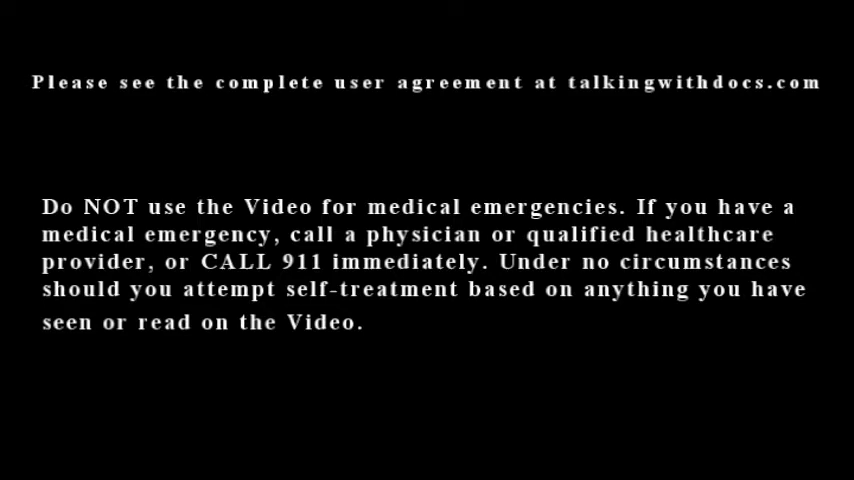 Please see the complete user agreement at talkingwithdocs.com
Do NOT use the Video for medical emergencies. If you have a
medical emergency, call a physician or qualified healthcare
provider, or CALL 911 immediately. Under no circumstances
should you attempt self-treatment based on anything you have
seen or read on the Video.